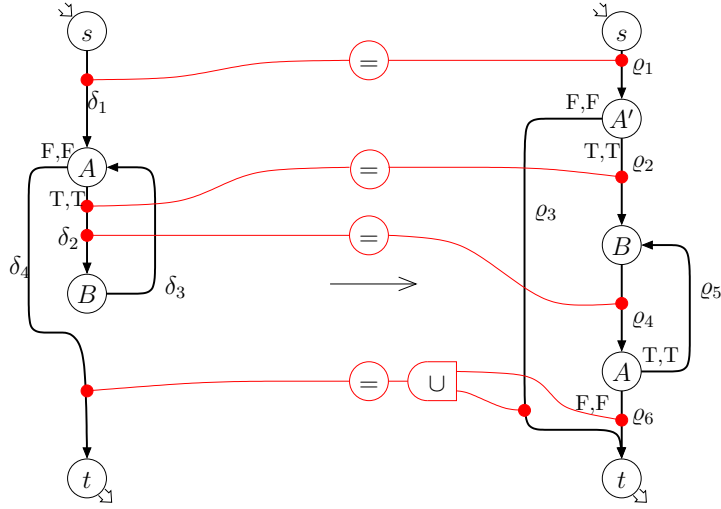 s
δ1
F,F
A
T,T
δ2
δ4
B
δ3
t
=
=
=
=
∪
s
ϱ1
F,F
A′
T,T
ϱ2
ϱ3
B
ϱ5
ϱ4
T,T
A
F,F
ϱ6
t